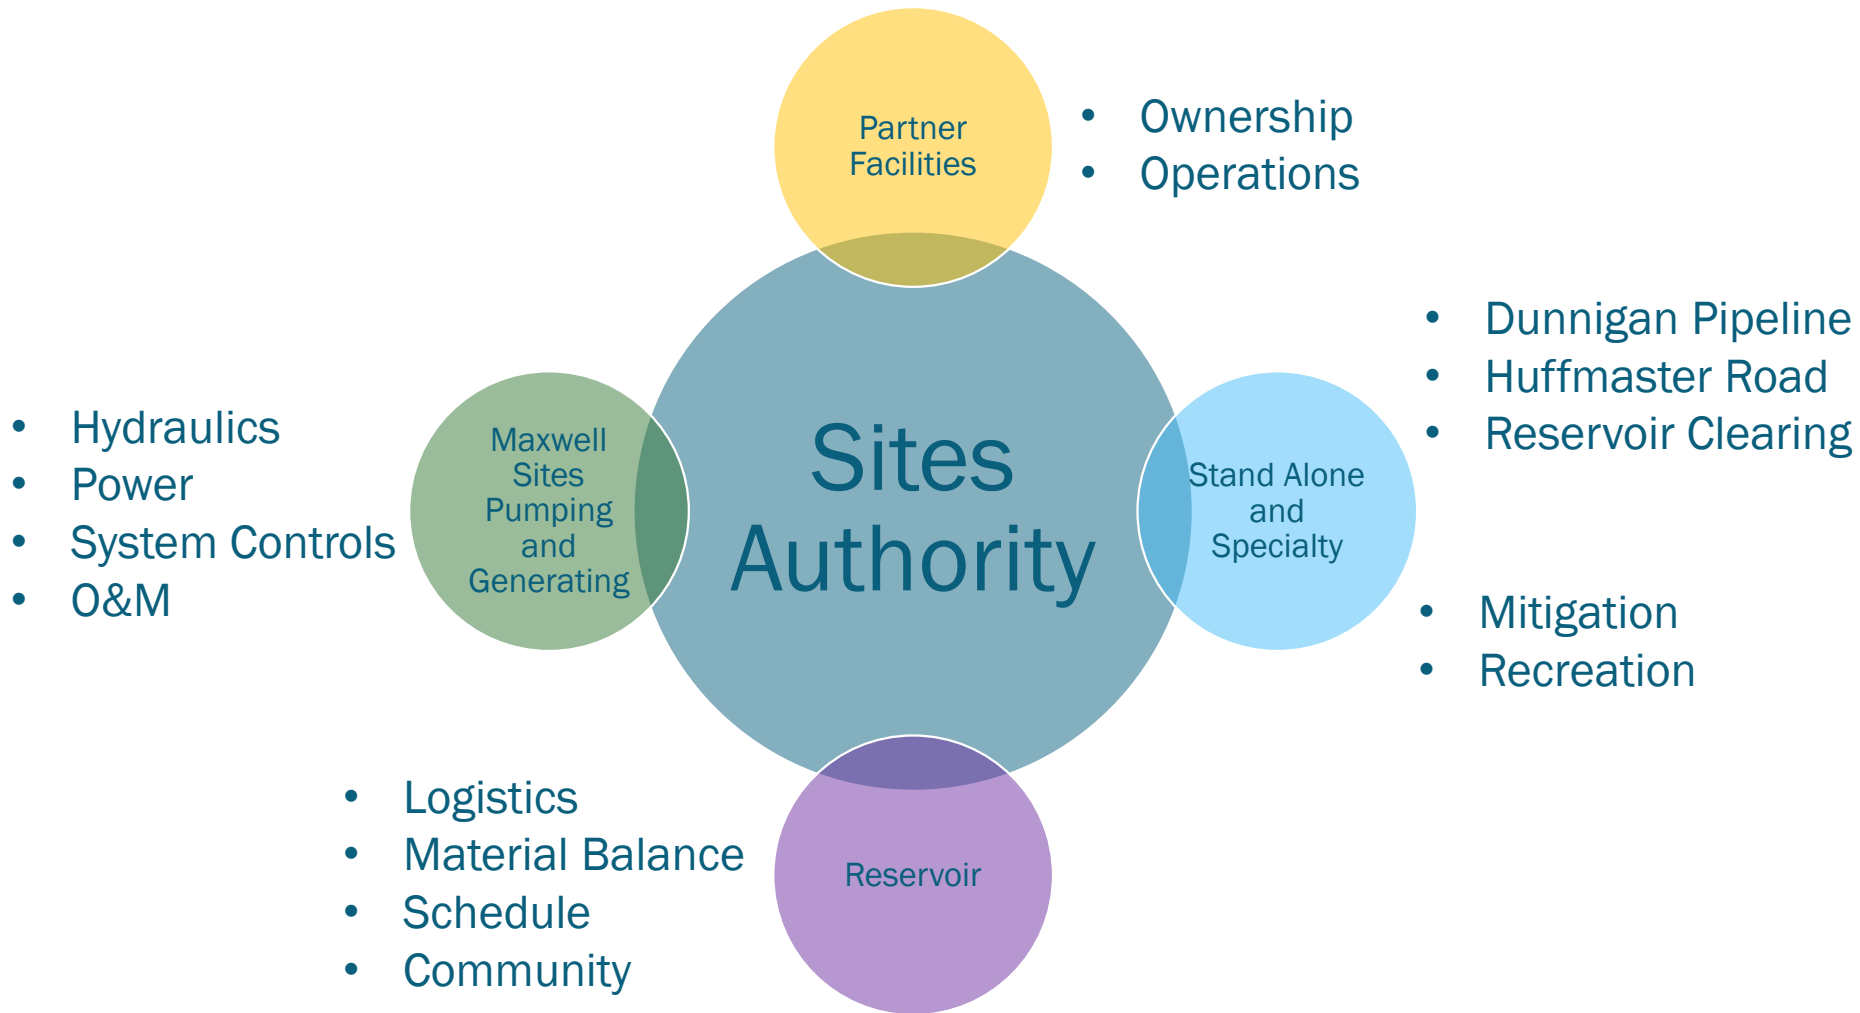 Partner
Facilities
• Ownership
• Operations
• Dunnigan Pipeline
• Huffmaster Road
• Reservoir Clearing
Stand Alone
and
Specialty
• Mitigation
• Recreation
Sites
Authority
• Hydraulics
• Power
• System Controls
• O&M
Maxwell
Sites
Pumping
and
Generating
• Logistics
• Material Balance
• Schedule
• Community
Reservoir